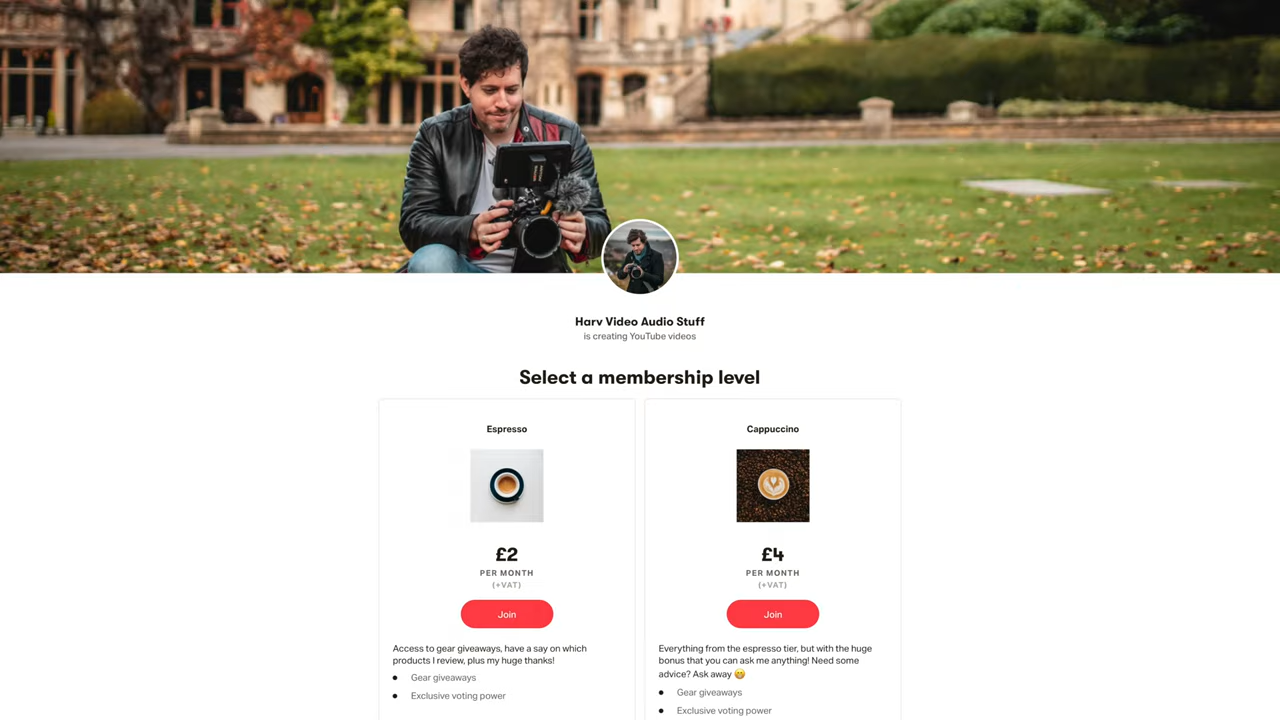 Harv Video Audio Stuff
is creating YouTube videos
Select a membership level
Espresso
£2
PER MONTH
(+VAT)
Join
Access to gear giveaways, have a say on which
products I review, plus my huge thanks!
Gear giveaways
Exclusive voting power
Cappuccino
£4
PER MONTH
(+VAT)
Join
Everything from the espresso tier, but with the huge
bonus that you can ask me anything! Need some
advice? Ask away 🤭
Gear giveaways
Exclusive voting power